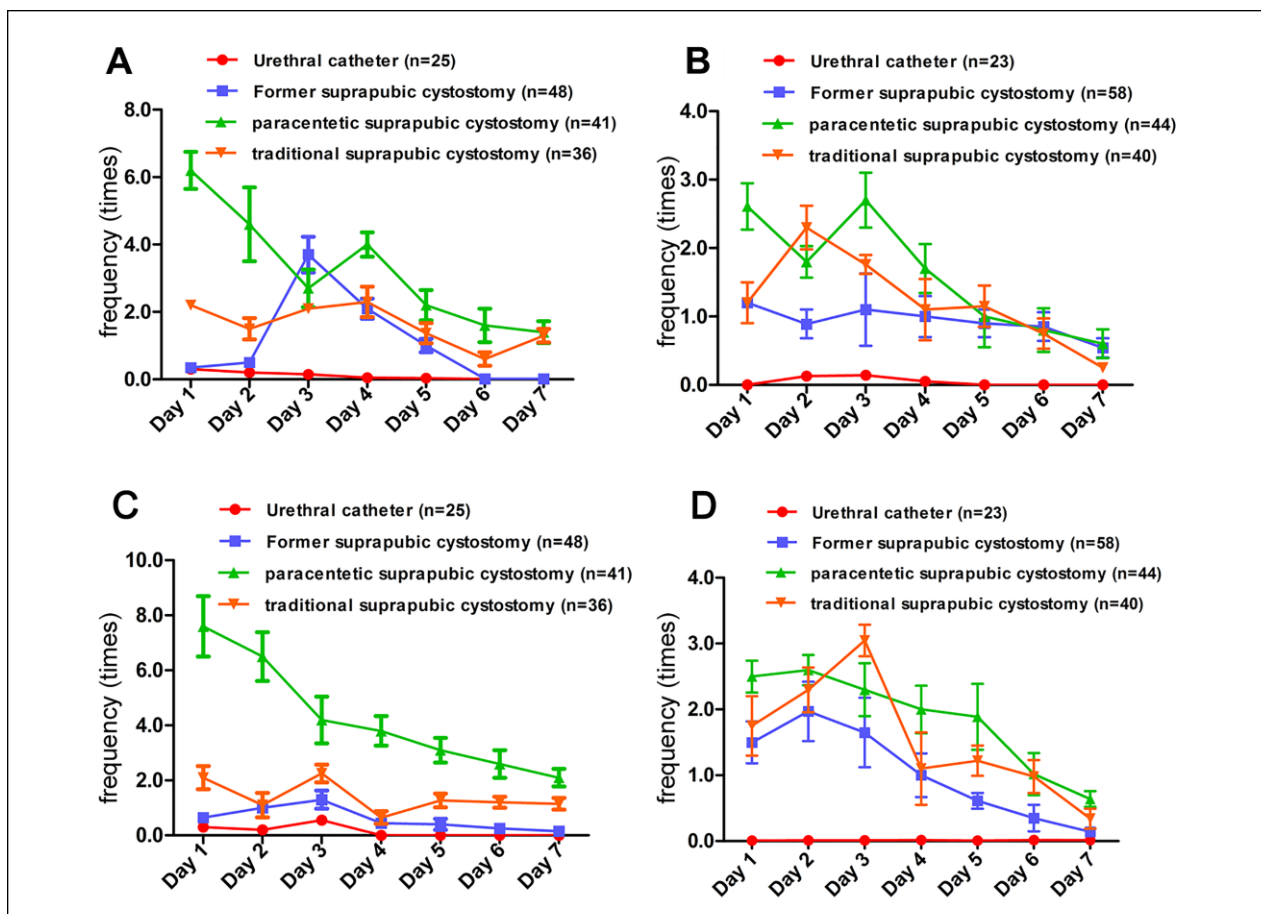 A
Urethral catheter (n=25)
Former suprapubic cystostomy (n=48)
paracentetic suprapubic cystostomy (n=41)
traditional suprapubic cystostomy (n=36)
frequency (times)
8.0
6.0
4.0
2.0
0.0
Day 1
Day 2
Day 3
Day 4
Day 5
Day 6
Day 7
B
Urethral catheter (n=23)
Former suprapubic cystostomy (n=58)
paracentetic suprapubic cystostomy (n=44)
traditional suprapubic cystostomy (n=40)
frequency (times)
4.0
3.0
2.0
1.0
0.0
Day 1
Day 2
Day 3
Day 4
Day 5
Day 6
Day 7
C
Urethral catheter (n=25)
Former suprapubic cystostomy (n=48)
paracentetic suprapubic cystostomy (n=41)
traditional suprapubic cystostomy (n=36)
frequency (times)
10.0
8.0
6.0
4.0
2.0
0.0
Day 1
Day 2
Day 3
Day 4
Day 5
Day 6
Day 7
D
Urethral catheter (n=23)
Former suprapubic cystostomy (n=58)
paracentetic suprapubic cystostomy (n=44)
traditional suprapubic cystostomy (n=40)
frequency (times)
4.0
3.0
2.0
1.0
0.0
Day 1
Day 2
Day 3
Day 4
Day 5
Day 6
Day 7